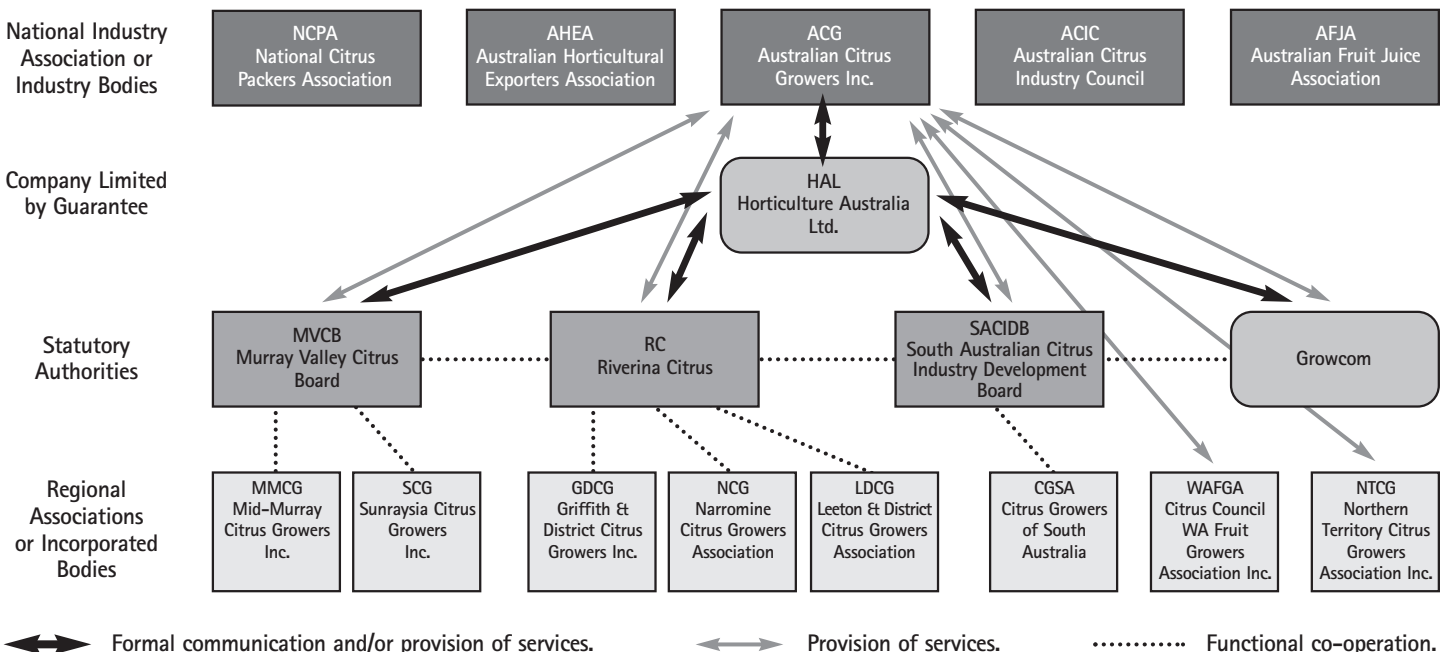 National Industry
Association or
Industry Bodies
NCPA
National Citrus
Packers Association
AHEA
Australian Horticultural
Exporters Association
ACG
Australian Citrus
Growers Inc.
ACIC
Australian Citrus
Industry Council
AFJA
Australian Fruit Juice
Association
Company Limited
by Guarantee
HAL
Horticulture Australia
Ltd.
Statutory
Authorities
MVCB
Murray Valley Citrus
Board
RC
Riverina Citrus
SACIDB
South Australian Citrus
Industry Development
Board
Growcom
Regional
Associations
or Incorporated
Bodies
MMCG
Mid-Murray
Citrus Growers
Inc.
SCG
Sunraysia Citrus
Growers
Inc.
GDCG
Griffith &
District Citrus
Growers Inc.
NCG
Narromine
Citrus Growers
Association
LDCG
Leeton & District
Citrus Growers
Association
CGSA
Citrus Growers
of South
Australia
WAFGA
Citrus Council
WA Fruit
Growers
Association Inc.
NTCG
Northern
Territory Citrus
Growers
Association Inc.
Formal communication and/or provision of services.
Provision of services.
Functional co-operation.